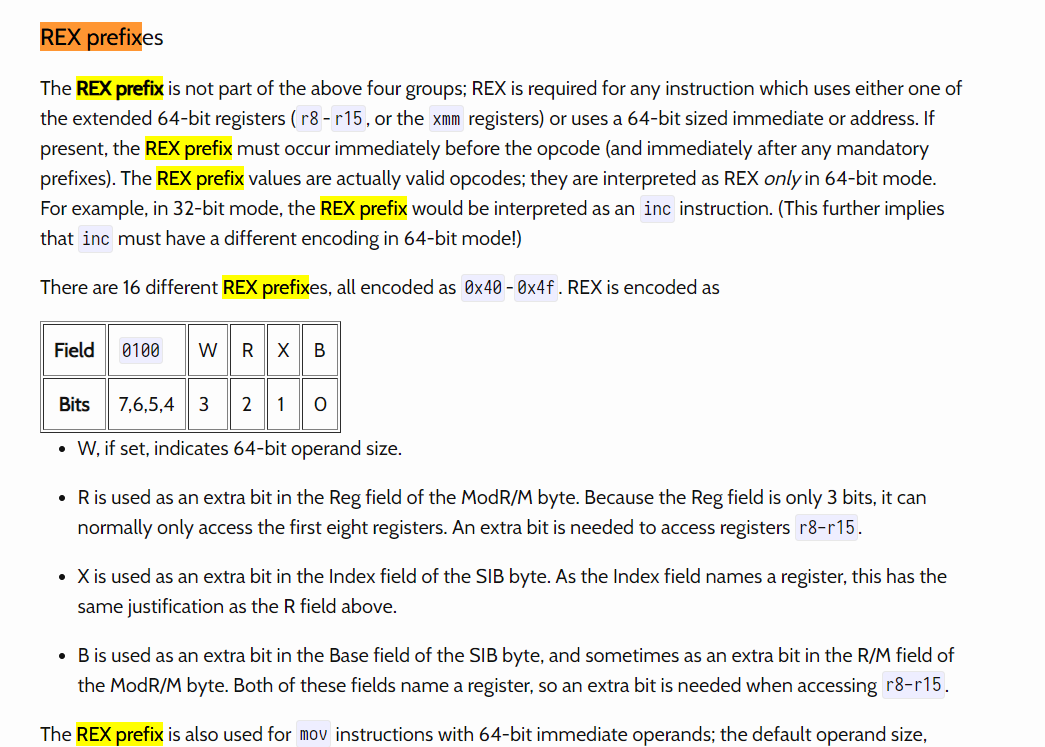 REX prefixes
The REX prefix is not part of the above four groups; REX is required for any instruction which uses either one of
the extended 64-bit registers ( r8 - r15 , or the xmm registers) or uses a 64-bit sized immediate or address. If
present, the REX prefix must occur immediately before the opcode (and immediately after any mandatory
prefixes). The REX prefix values are actually valid opcodes; they are interpreted as REX only in 64-bit mode.
For example, in 32-bit mode, the REX prefix would be interpreted as an inc instruction. (This further implies
that inc must have a different encoding in 64-bit mode!)
There are 16 different REX prefixes, all encoded as 0x40 - 0x4f . REX is encoded as
Field 0100 W R X B
Bits 7,6,5,4 3 2 1 0
• W, if set, indicates 64-bit operand size.
• R is used as an extra bit in the Reg field of the ModR/M byte. Because the Reg field is only 3 bits, it can
normally only access the first eight registers. An extra bit is needed to access registers r8-r15 .
• X is used as an extra bit in the Index field of the SIB byte. As the Index field names a register, this has the
same justification as the R field above.
• B is used as an extra bit in the Base field of the SIB byte, and sometimes as an extra bit in the R/M field of
the ModR/M byte. Both of these fields name a register, so an extra bit is needed when accessing r8-r15 .
The REX prefix is also used for mov instructions with 64-bit immediate operands; the default operand size,